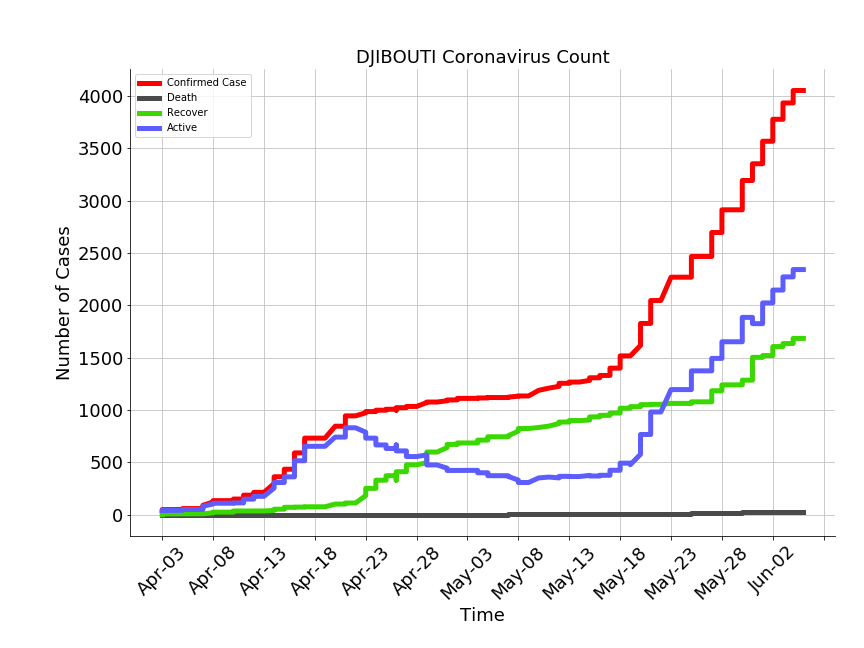 DJIBOUTI Coronavirus Count
Confirmed Case
Death
Recover
Active
Number of Cases
4000
3500
3000
2500
2000
1500
1000
500
0
Apr-03
Apr-08
Apr-13
Apr-18
Apr-23
Apr-28
May-03
May-08
May-13
May-18
May-23
May-28
Jun-02
Time